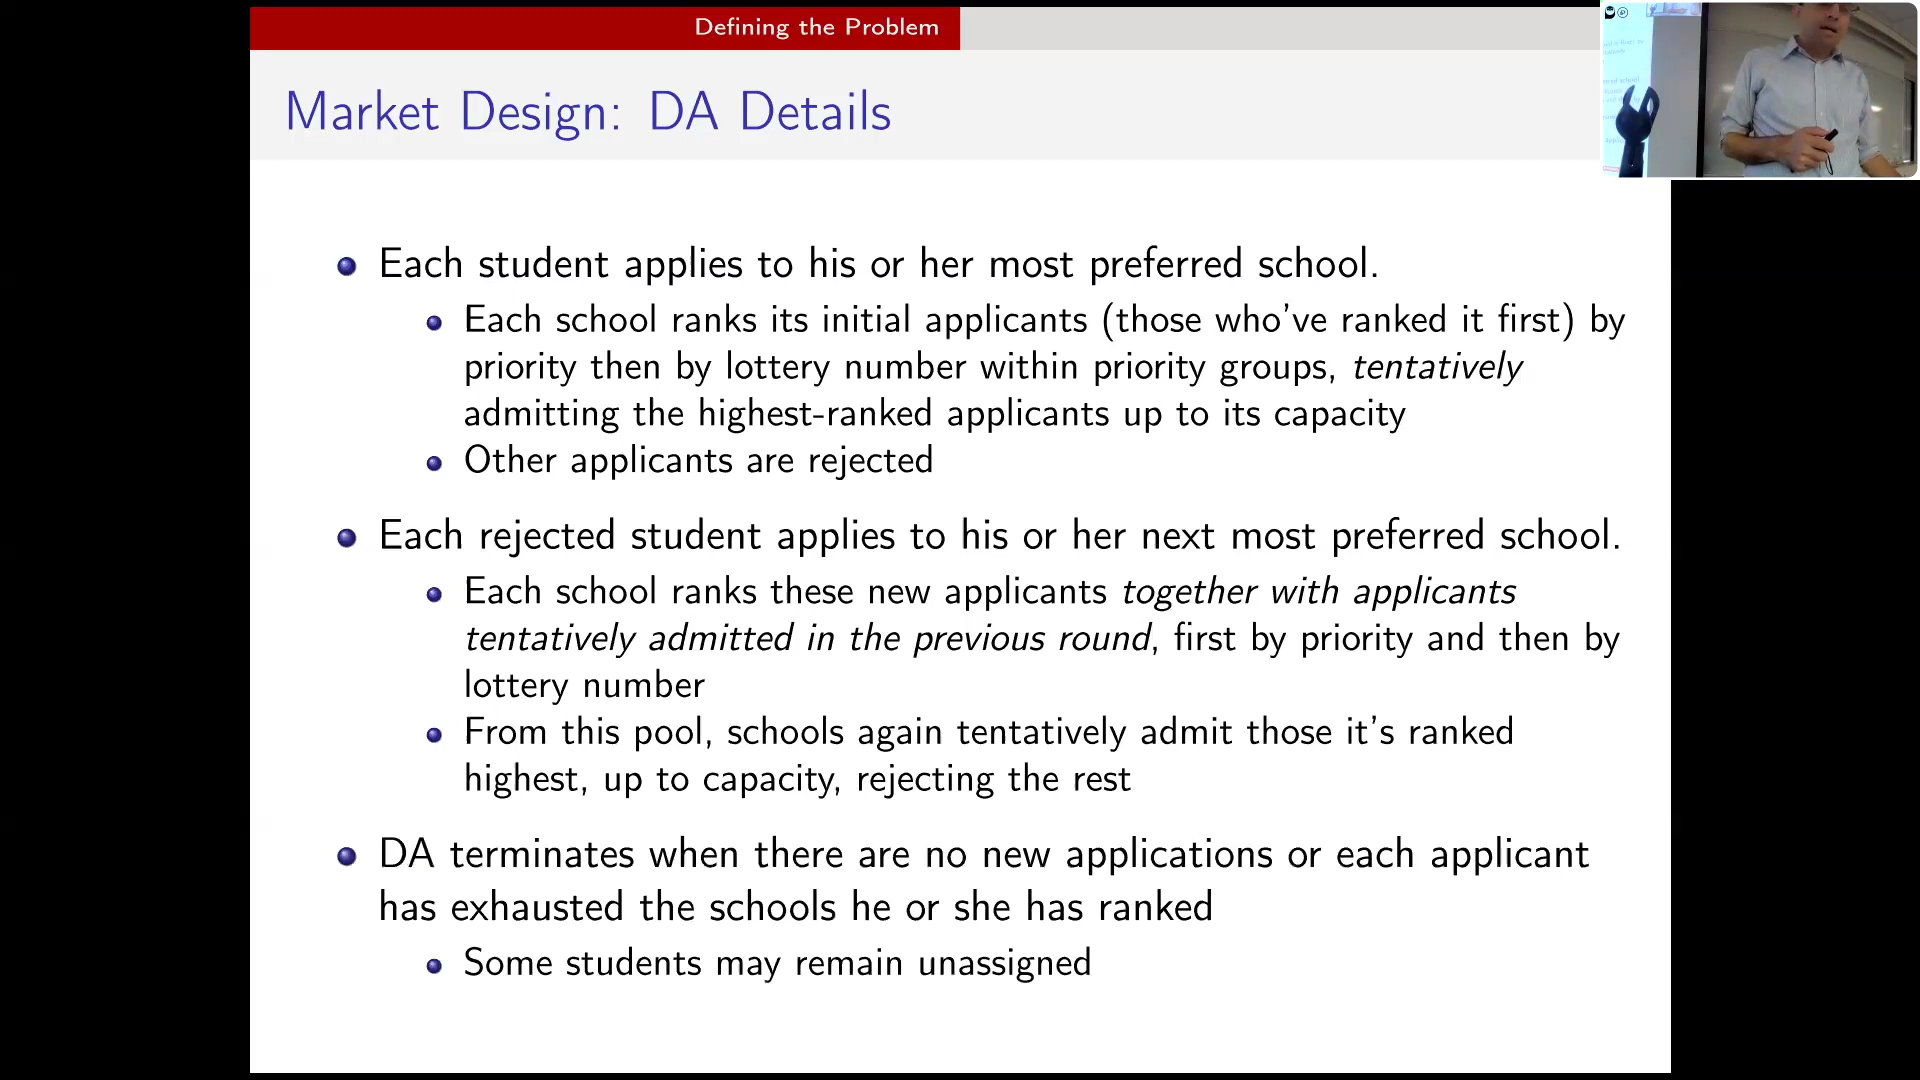 Defining the Problem
Market Design: DA Details
Each student applies to his or her most preferred school.
Each school ranks its initial applicants (those who've ranked it first) by
priority then by lottery number within priority groups, tentatively
admitting the highest-ranked applicants up to its capacity
Other applicants are rejected
Each rejected student applies to his or her next most preferred school.
Each school ranks these new applicants together with applicants
tentatively admitted in the previous round, first by priority and then by
lottery number
From this pool, schools again tentatively admit those it's ranked
highest, up to capacity, rejecting the rest
DA terminates when there are no new applications or each applicant
has exhausted the schools he or she has ranked
Some students may remain unassigned